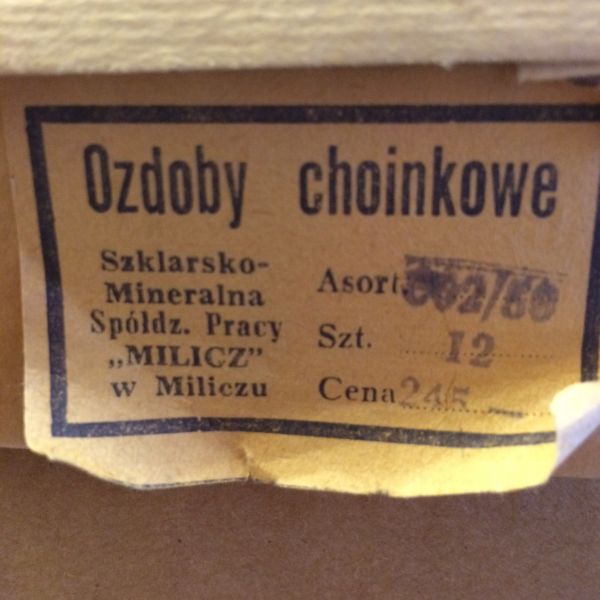 Ozdoby choinkowe
Szklarsko-
Mineralna
Spółdz. Pracy
„MILICZ”
w Miliczu
Asort.
Szt. 12
Cena 245